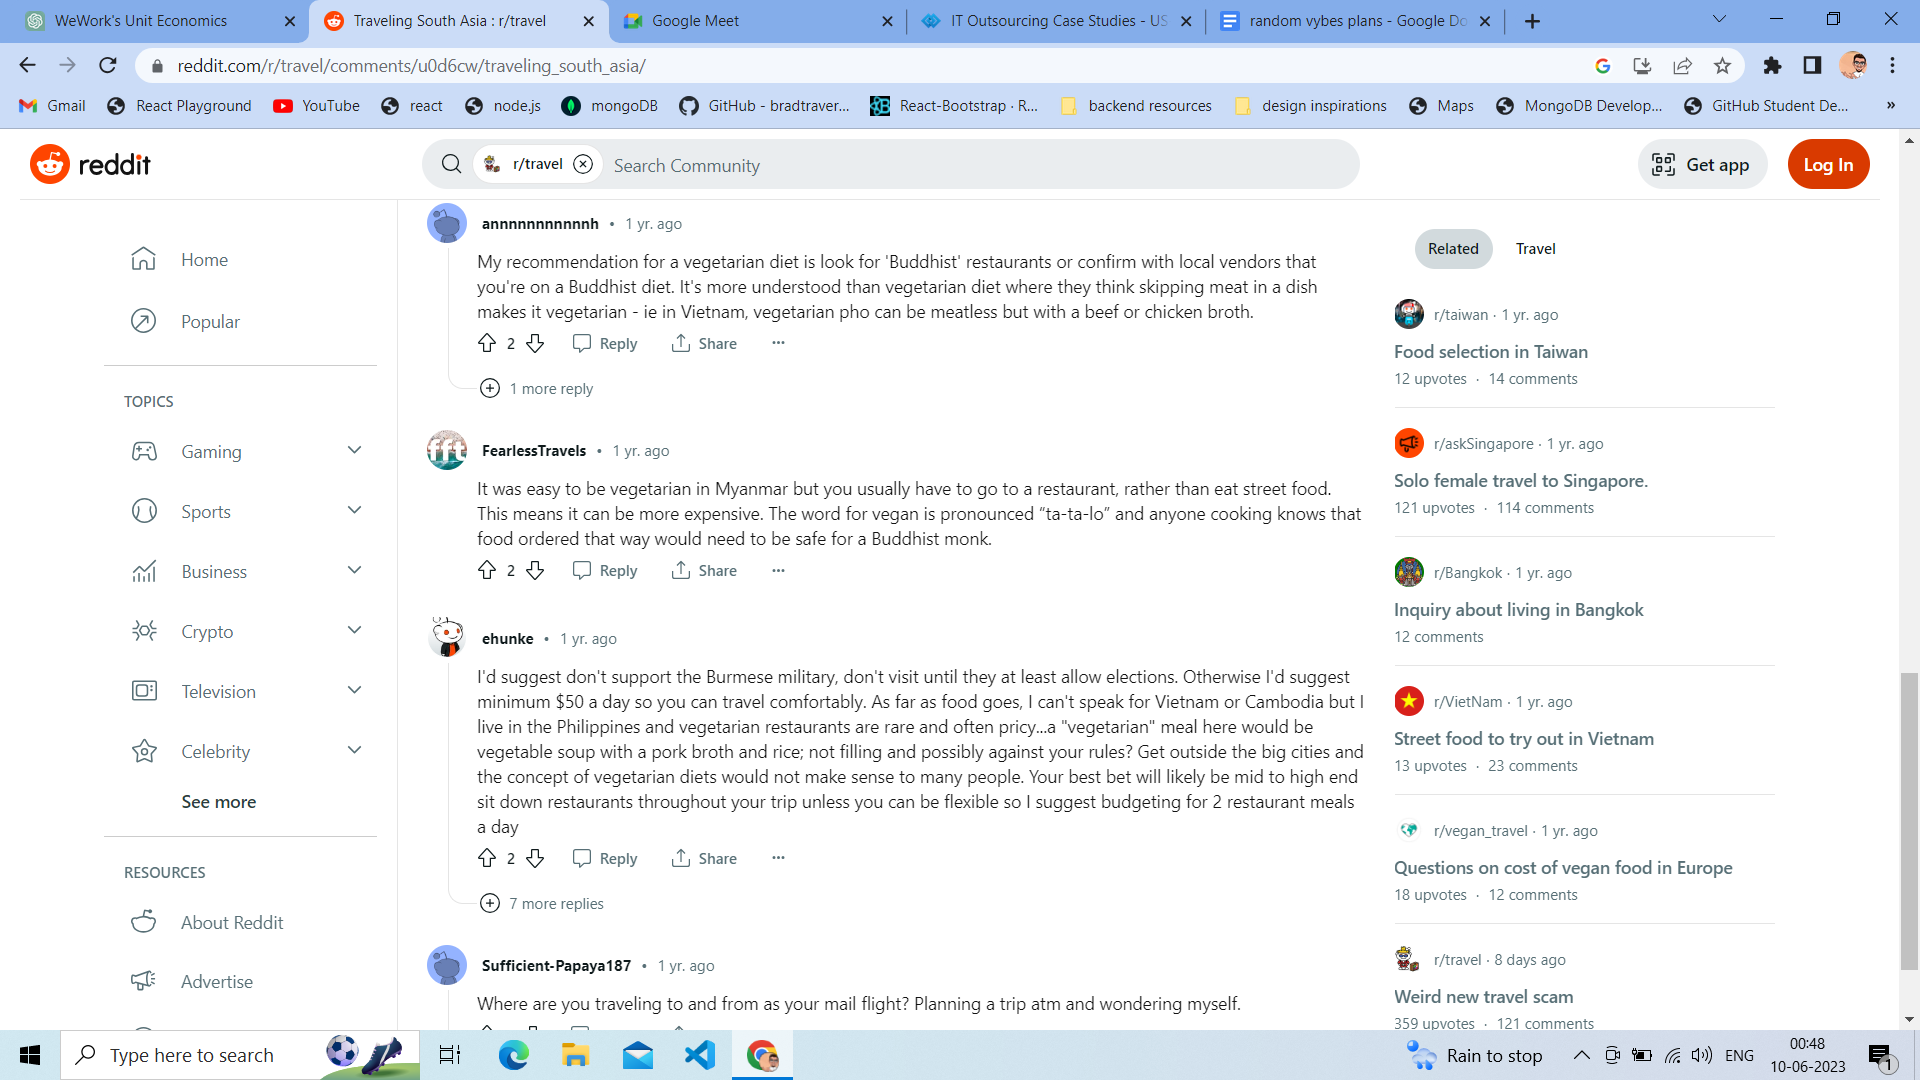 WeWork's Unit Economics
Traveling South Asia : r/travel
Google Meet
IT Outsourcing Case Studies - US
random vybes plans - Google Do
reddit.com/r/travel/comments/u0d6cw/traveling_south_asia/
Gmail
React Playground
YouTube
react
node.js
mongoDB
GitHub - bradtraver...
React-Bootstrap · R...
backend resources
design inspirations
Maps
MongoDB Develop...
GitHub Student De...
»
reddit
r/travel
Search Community
Get app
Log In
Home
Popular
TOPICS
Gaming
Sports
Business
Crypto
Television
Celebrity
See more
RESOURCES
About Reddit
Advertise
annnnnnnnnnnh • 1 yr. ago
My recommendation for a vegetarian diet is look for 'Buddhist' restaurants or confirm with local vendors that
you're on a Buddhist diet. It's more understood than vegetarian diet where they think skipping meat in a dish
makes it vegetarian - ie in Vietnam, vegetarian pho can be meatless but with a beef or chicken broth.
2 Reply Share ···
1 more reply
fft
FearlessTravels • 1 yr. ago
It was easy to be vegetarian in Myanmar but you usually have to go to a restaurant, rather than eat street food.
This means it can be more expensive. The word for vegan is pronounced “ta-ta-lo” and anyone cooking knows that
food ordered that way would need to be safe for a Buddhist monk.
2 Reply Share ···
ehunke • 1 yr. ago
I'd suggest don't support the Burmese military, don't visit until they at least allow elections. Otherwise I'd suggest
minimum $50 a day so you can travel comfortably. As far as food goes, I can't speak for Vietnam or Cambodia but I
live in the Philippines and vegetarian restaurants are rare and often pricy...a "vegetarian" meal here would be
vegetable soup with a pork broth and rice; not filling and possibly against your rules? Get outside the big cities and
the concept of vegetarian diets would not make sense to many people. Your best bet will likely be mid to high end
sit down restaurants throughout your trip unless you can be flexible so I suggest budgeting for 2 restaurant meals
a day
2 Reply Share ···
7 more replies
Sufficient-Papaya187 • 1 yr. ago
Where are you traveling to and from as your mail flight? Planning a trip atm and wondering myself.
Related
Travel
r/taiwan · 1 yr. ago
Food selection in Taiwan
12 upvotes · 14 comments
r/askSingapore · 1 yr. ago
Solo female travel to Singapore.
121 upvotes · 114 comments
r/Bangkok · 1 yr. ago
Inquiry about living in Bangkok
12 comments
r/VietNam · 1 yr. ago
Street food to try out in Vietnam
13 upvotes · 23 comments
r/vegan_travel · 1 yr. ago
Questions on cost of vegan food in Europe
18 upvotes · 12 comments
r/travel · 8 days ago
Weird new travel scam
359 upvotes · 121 comments
Type here to search
Rain to stop
ENG
00:48
10-06-2023
1